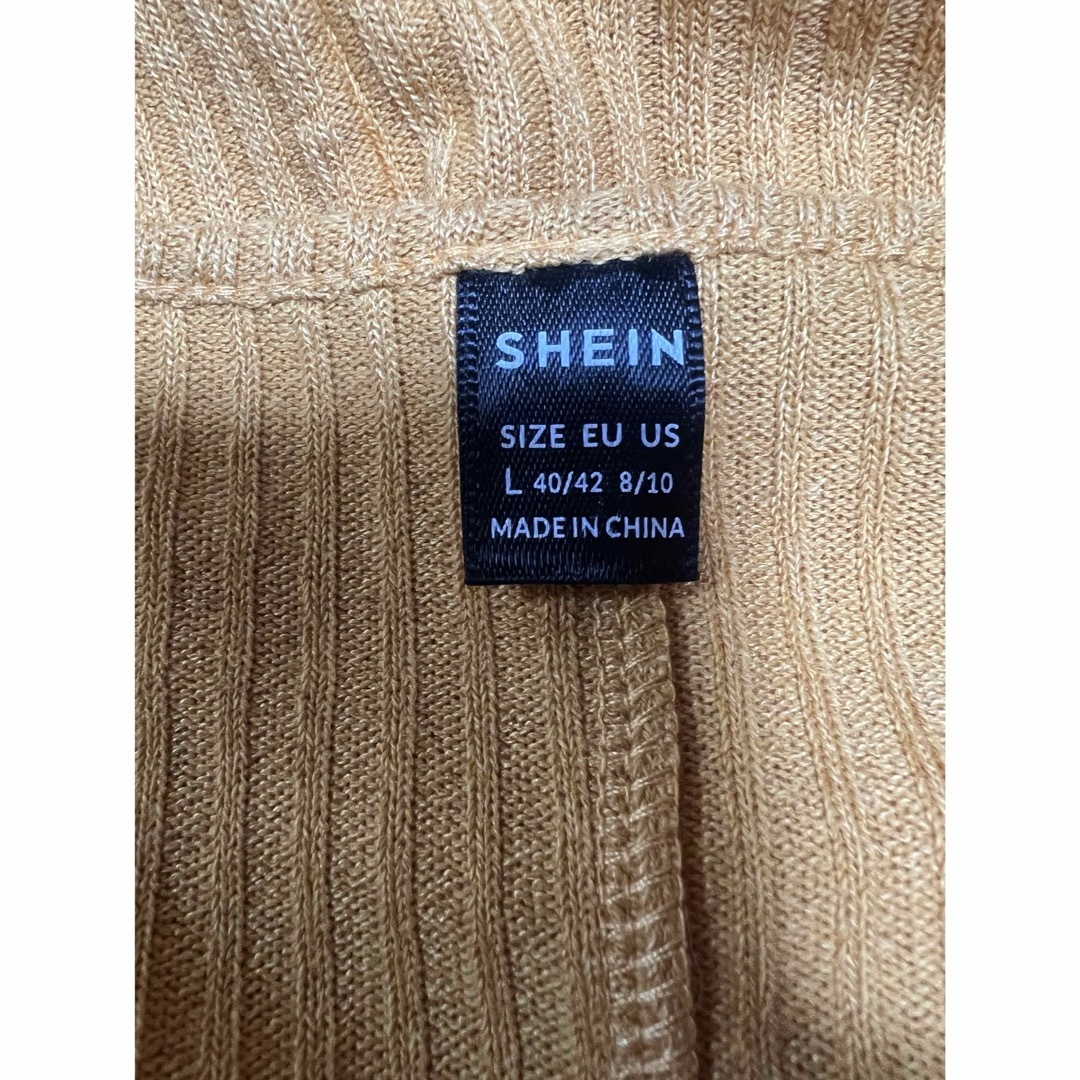 SHEIN
SIZE EU US
L 40/42 8/10
MADE IN CHINA